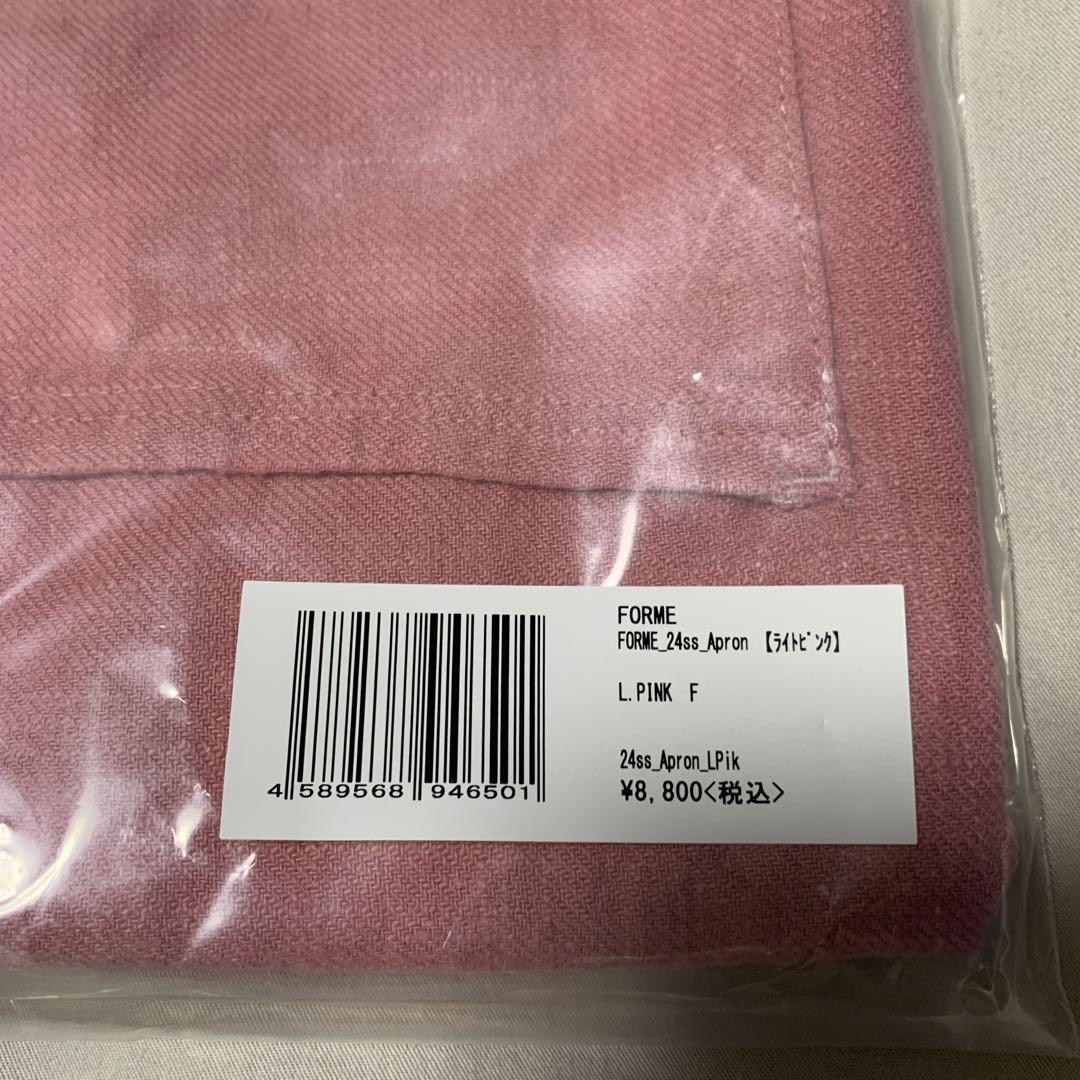 FORME
FORME_24ss_Apron 【ﾗｲﾄﾋﾟﾝｸ】
L.PINK F
24ss_Apron_LPik
¥8,800<税込>
4 589568 946501